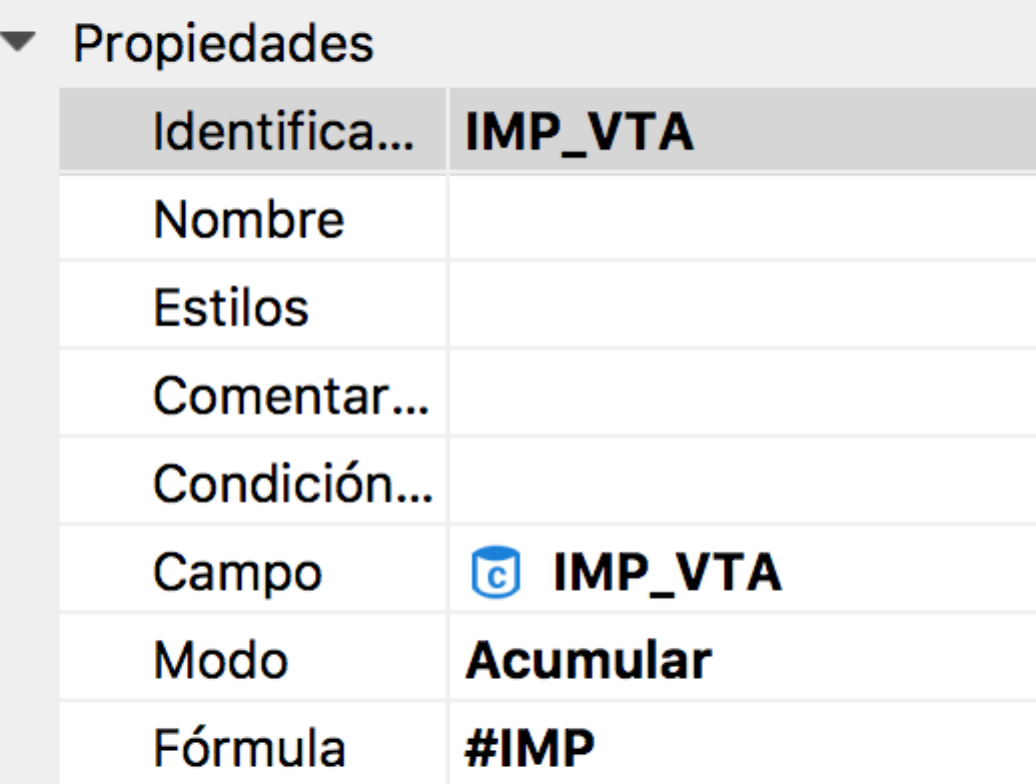 Propiedades
Identifica... IMP_VTA
Nombre
Estilos
Comentar...
Condición...
Campo c IMP_VTA
Modo Acumular
Fórmula #IMP